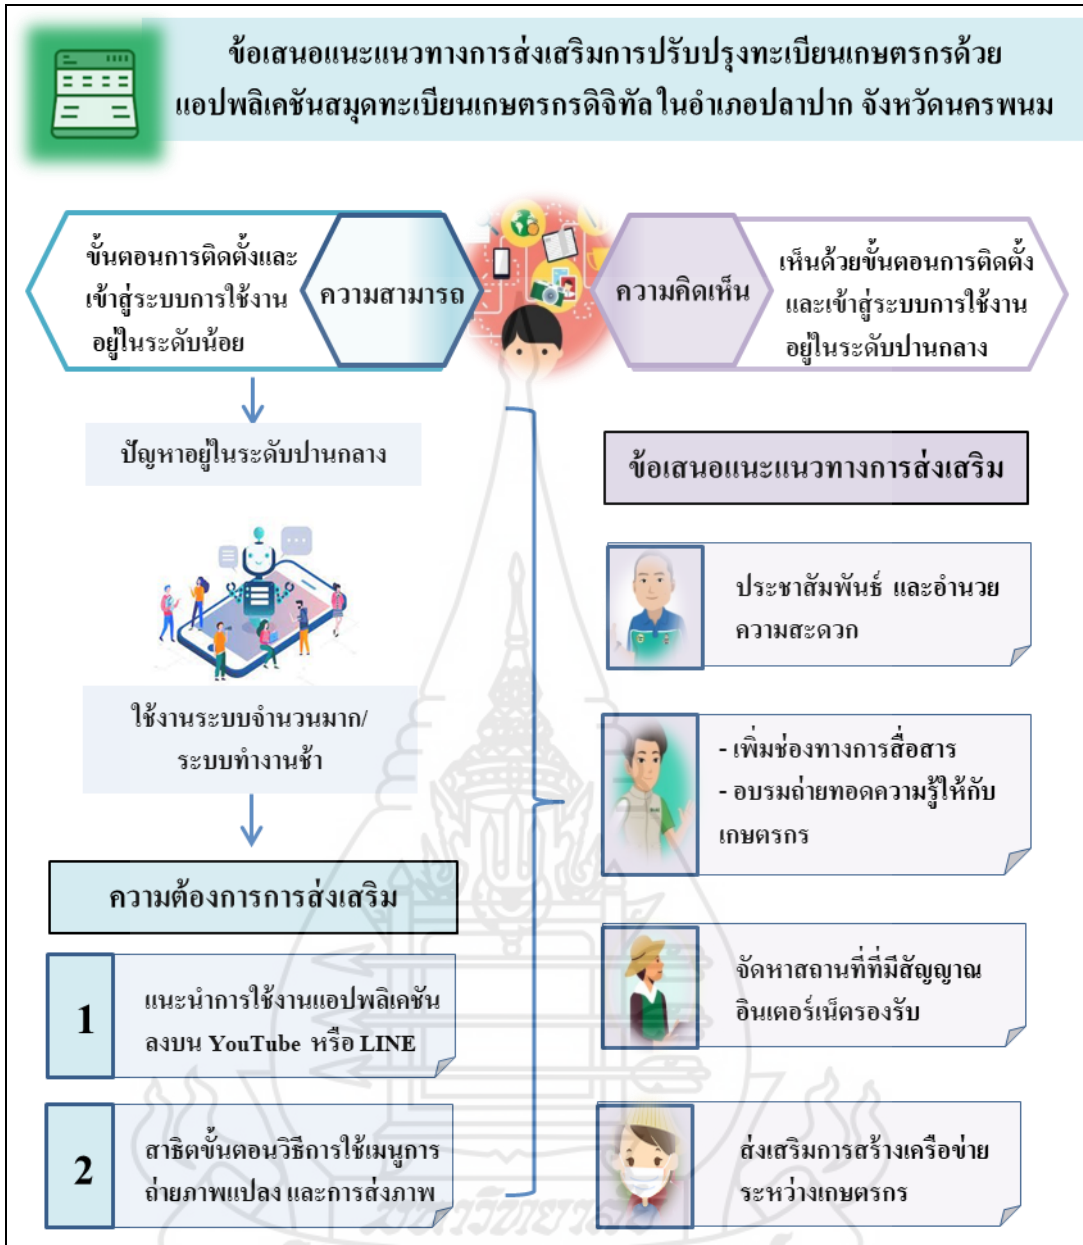 ข้อเสนอแนะแนวทางการส่งเสริมการปรับปรุงทะเบียนเกษตรกรด้วย
แอปพลิเคชันสมุดทะเบียนเกษตรกรดิจิทัล ในอำเภอปลาปาก จังหวัดนครพนม
ขั้นตอนการติดตั้งและ
เข้าสู่ระบบการใช้งาน
อยู่ในระดับน้อย
ความสามารถ
ความคิดเห็น
เห็นด้วยขั้นตอนการติดตั้ง
และเข้าสู่ระบบการใช้งาน
อยู่ในระดับปานกลาง
ปัญหาอยู่ในระดับปานกลาง
ใช้งานระบบจำนวนมาก/
ระบบทำงานช้า
ความต้องการการส่งเสริม
1
แนะนำการใช้งานแอปพลิเคชัน
ลงบน YouTube หรือ LINE
2
สาธิตขั้นตอนวิธีการใช้เมนูการ
ถ่ายภาพแปลง และการส่งภาพ
ข้อเสนอแนะแนวทางการส่งเสริม
ประชาสัมพันธ์ และอำนวย
ความสะดวก
- เพิ่มช่องทางการสื่อสาร
- อบรมถ่ายทอดความรู้ให้กับ
เกษตรกร
จัดหาสถานที่ที่มีสัญญาณ
อินเตอร์เน็ตรองรับ
ส่งเสริมการสร้างเครือข่าย
ระหว่างเกษตรกร